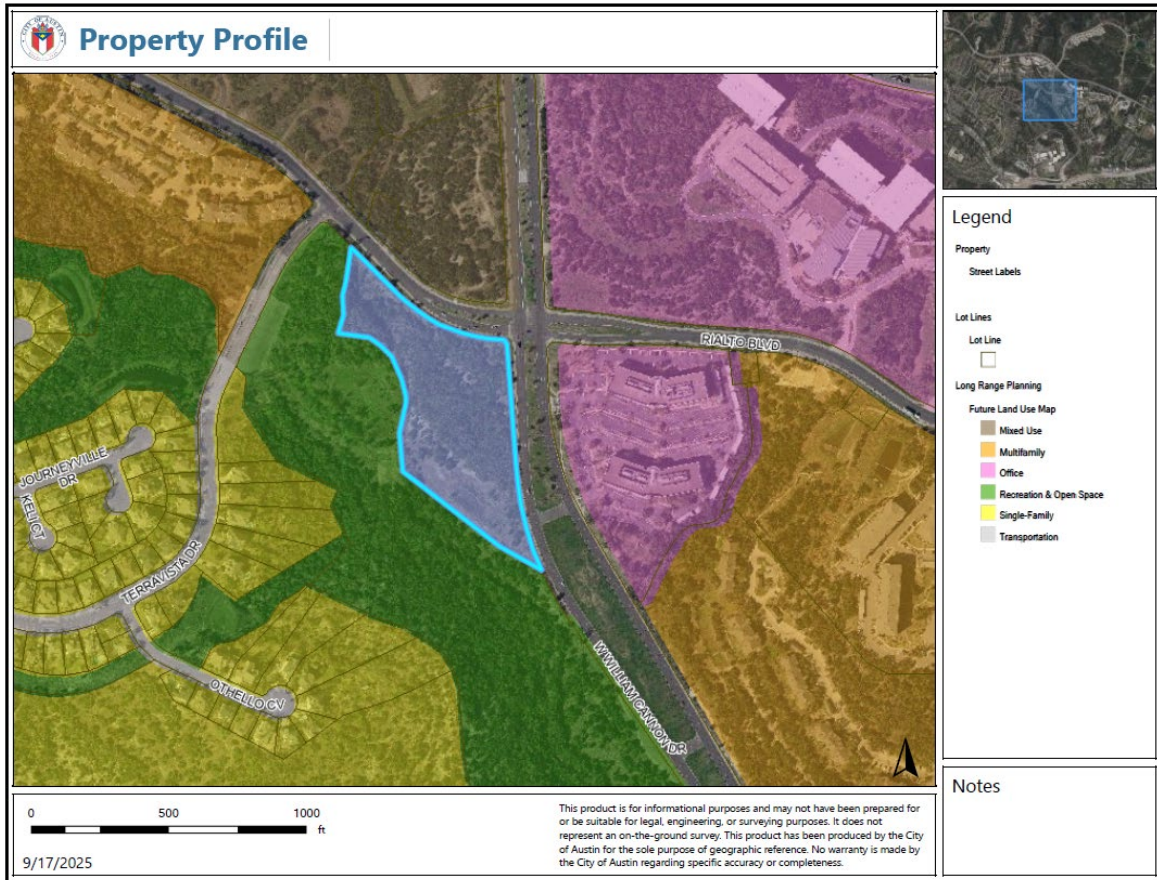 Property Profile
RIALTO BLVD
JOURNEYVILLE
DR
KELI CT
TERRAVISTA DR
OTHELLO CV
W WILLIAM CANNON DR
Legend
Property
Street Labels
Lot Lines
Lot Line
Long Range Planning
Future Land Use Map
Mixed Use
Multifamily
Office
Recreation & Open Space
Single-Family
Transportation
Notes
0 500 1000
ft
9/17/2025
This product is for informational purposes and may not have been prepared for
or be suitable for legal, engineering, or surveying purposes. It does not
represent an on-the-ground survey. This product has been produced by the City
of Austin for the sole purpose of geographic reference. No warranty is made by
the City of Austin regarding specific accuracy or completeness.